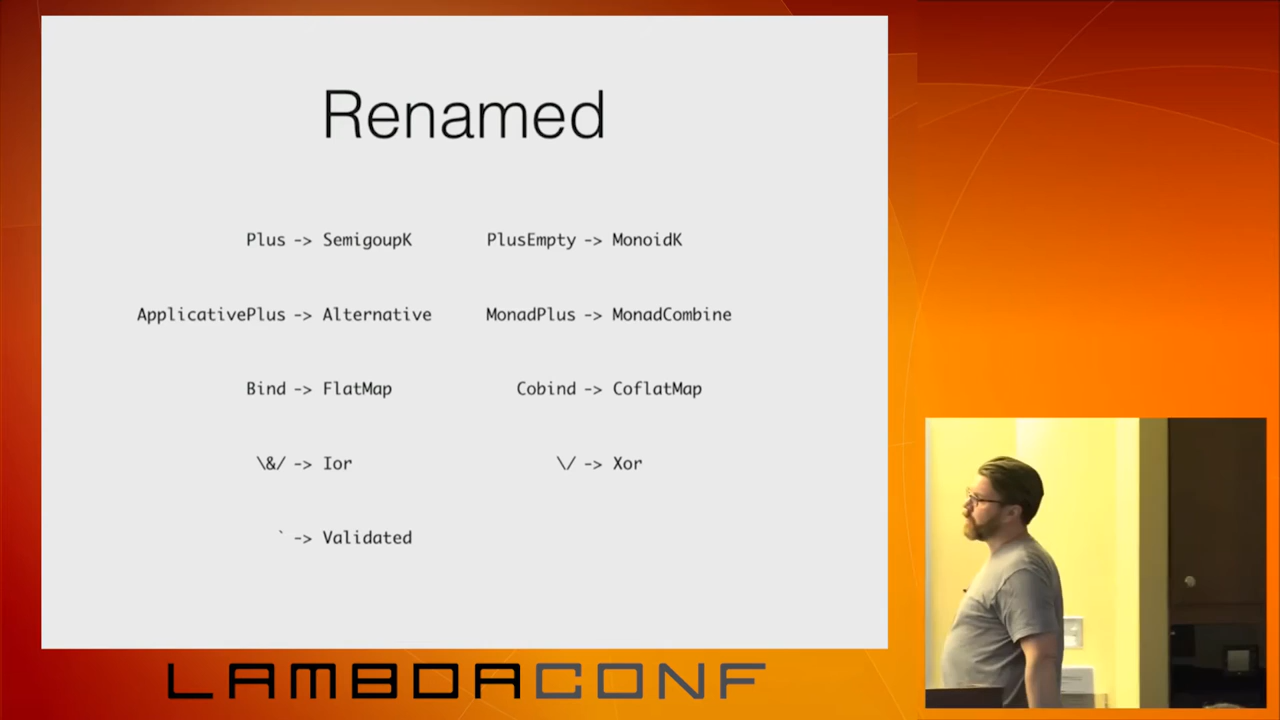 Renamed
Plus -> SemigoupK PlusEmpty -> MonoidK
ApplicativePlus -> Alternative MonadPlus -> MonadCombine
Bind -> FlatMap Cobind -> CoflatMap
\&/ -> Ior \/ -> Xor
` -> Validated
LAMBDACONF